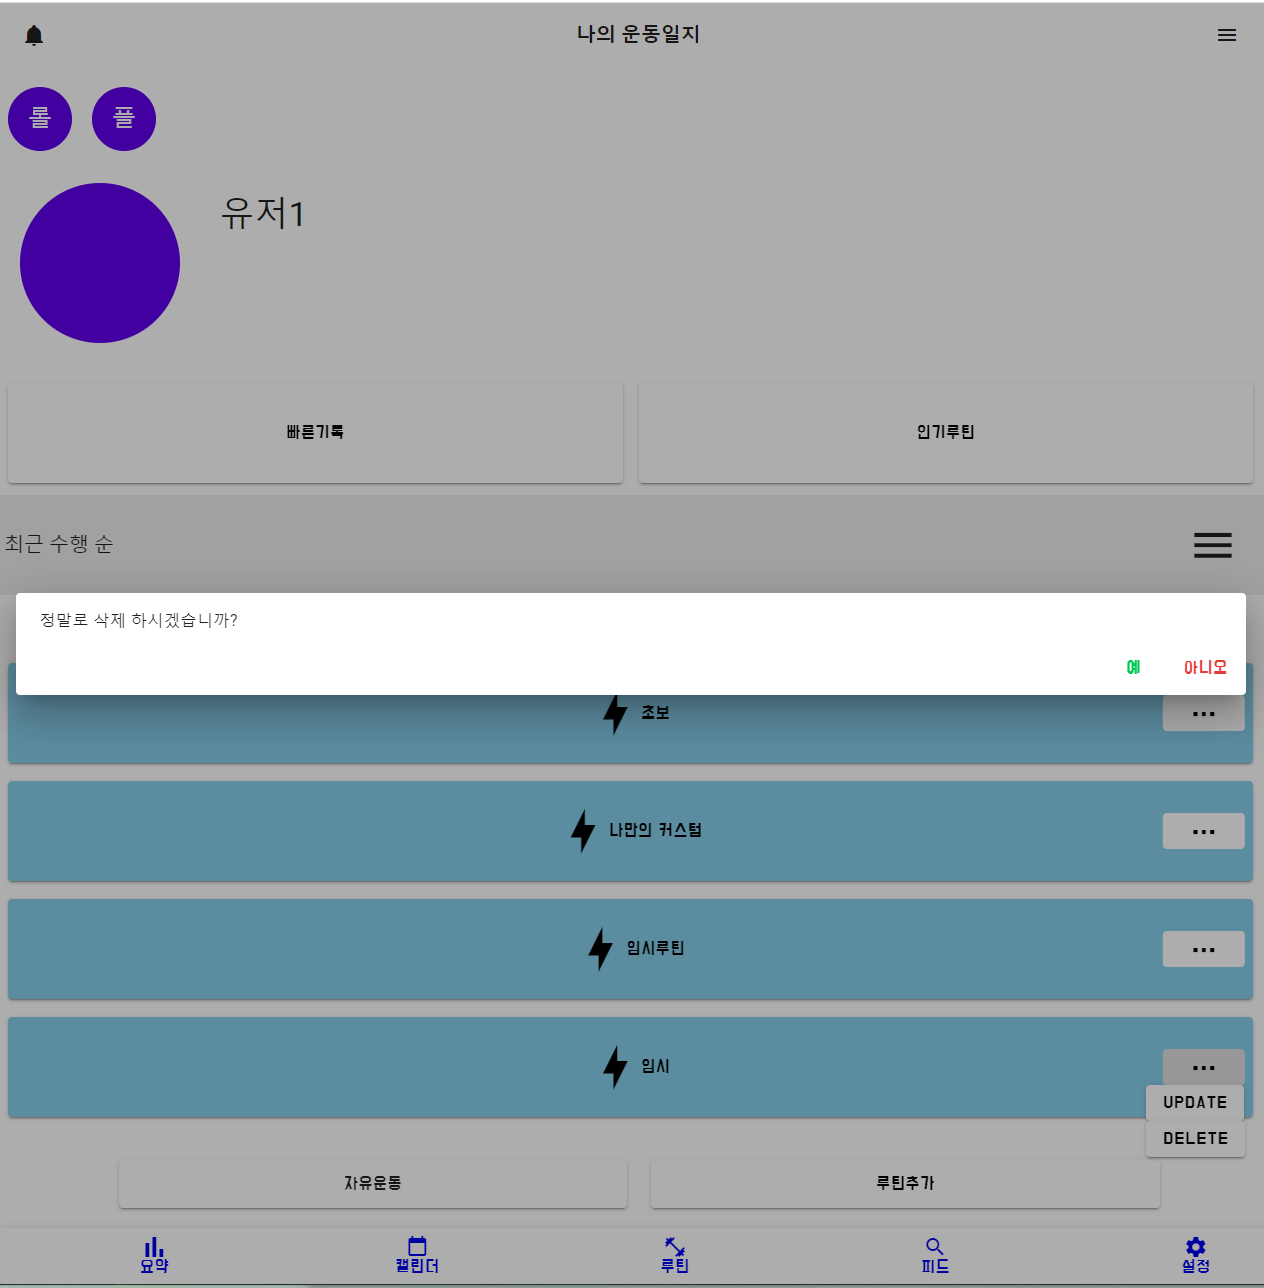 나의 운동일지
롤 플
유저1
빠른기록 인기루틴
최근 수행 순
정말로 삭제 하시겠습니까?
예 아니오
초보 ...
나만의 커스텀 ...
임시루틴 ...
임시 ...
UPDATE
DELETE
자유운동 루틴추가
요약 캘린더 루틴 피드 설정